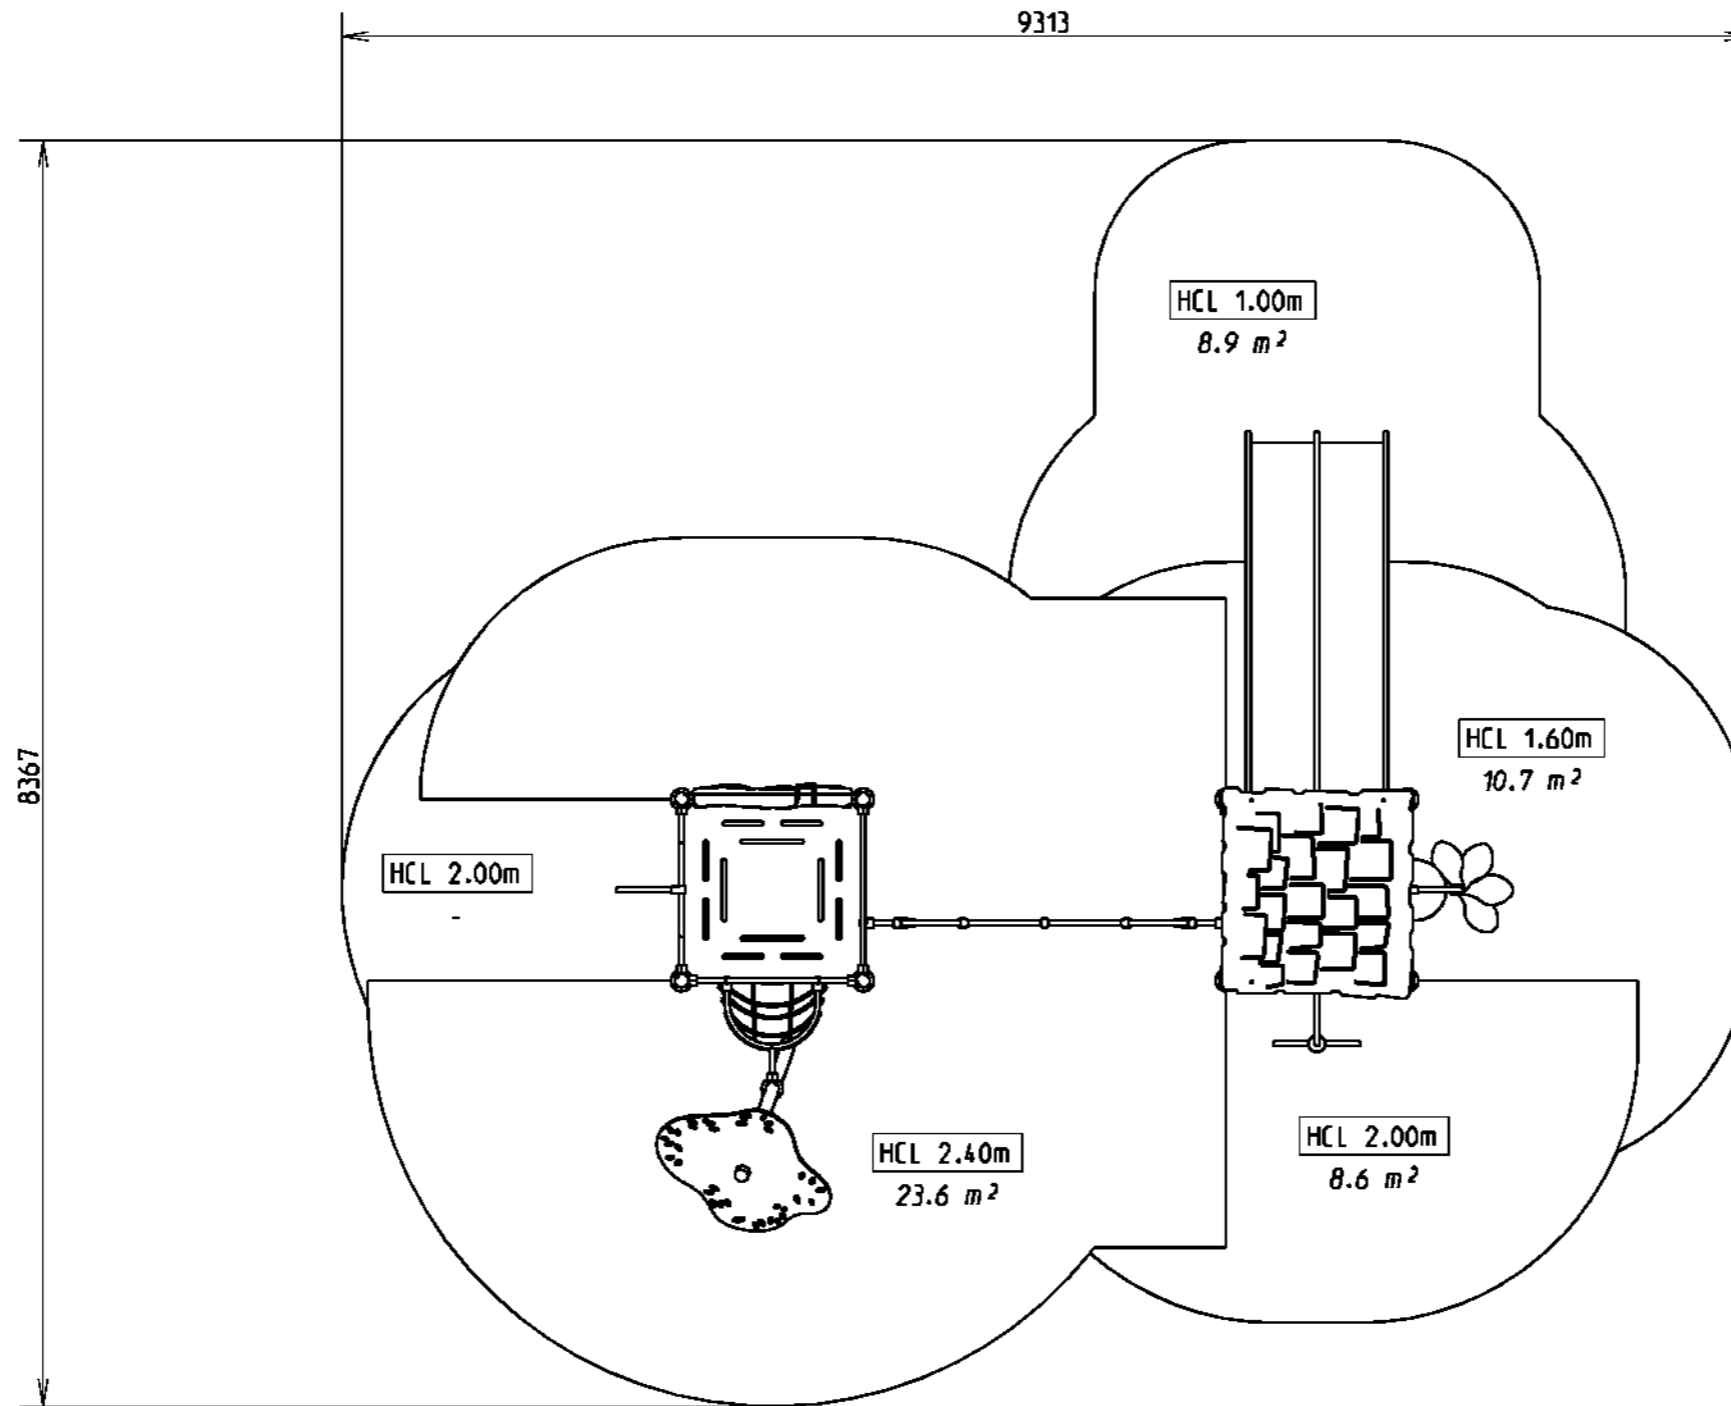 9313
HCL 1.00m
8.9 m²
8367
HCL 1.60m
10.7 m²
HCL 2.00m
-
HCL 2.40m
23.6 m²
HCL 2.00m
8.6 m²